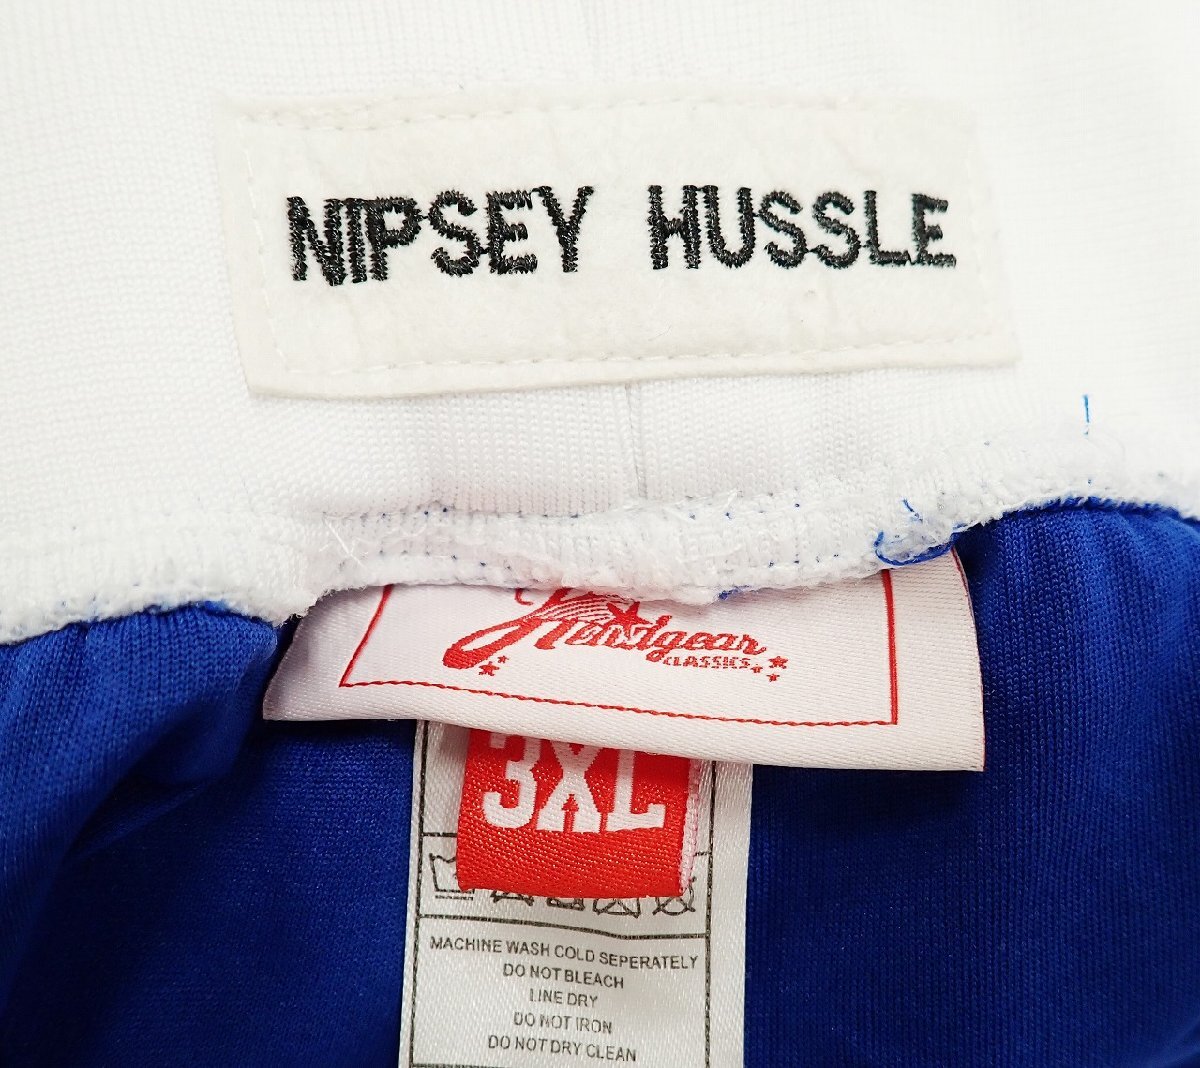 NIPSEY HUSSLE
Headgear
CLASSICS
3XL
MACHINE WASH COLD SEPERATELY
DO NOT BLEACH
LINE DRY
DO NOT IRON
DO NOT DRY CLEAN